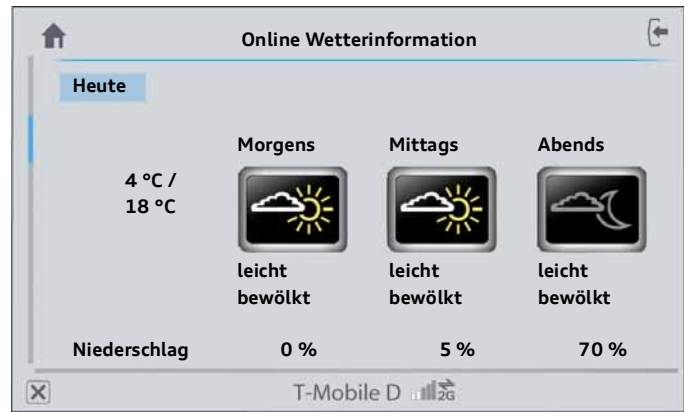 Online Wetterinformation
Heute
Morgens Mittags Abends
4 °C /
18 °C
leicht leicht leicht
bewölkt bewölkt bewölkt
Niederschlag 0 % 5 % 70 %
T-Mobile D 2G